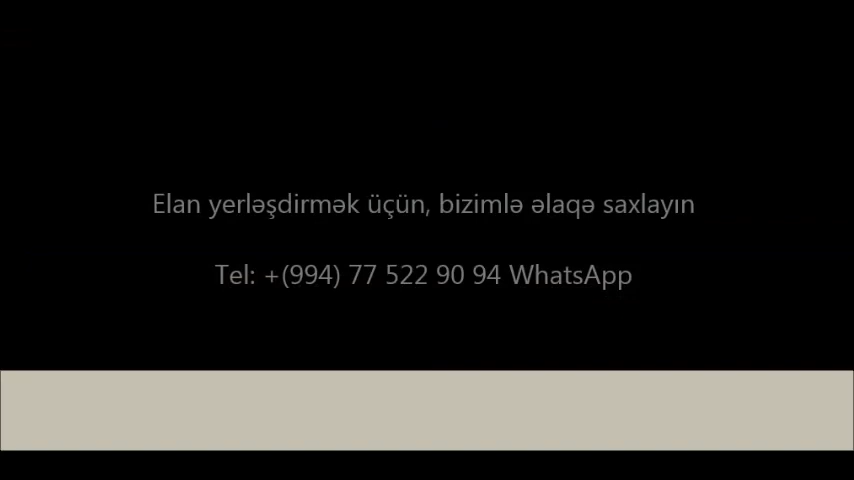 Elan yerləşdirmək üçün, bizimlə əlaqə saxlayın
Tel: +(994) 77 522 90 94 WhatsApp